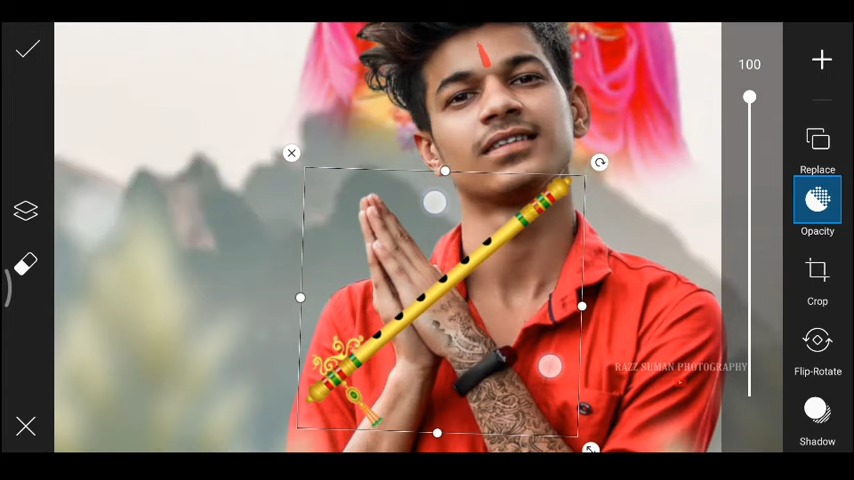 100
Replace
Opacity
Crop
Flip-Rotate
Shadow
RAZZ SUMAN PHOTOGRAPHY